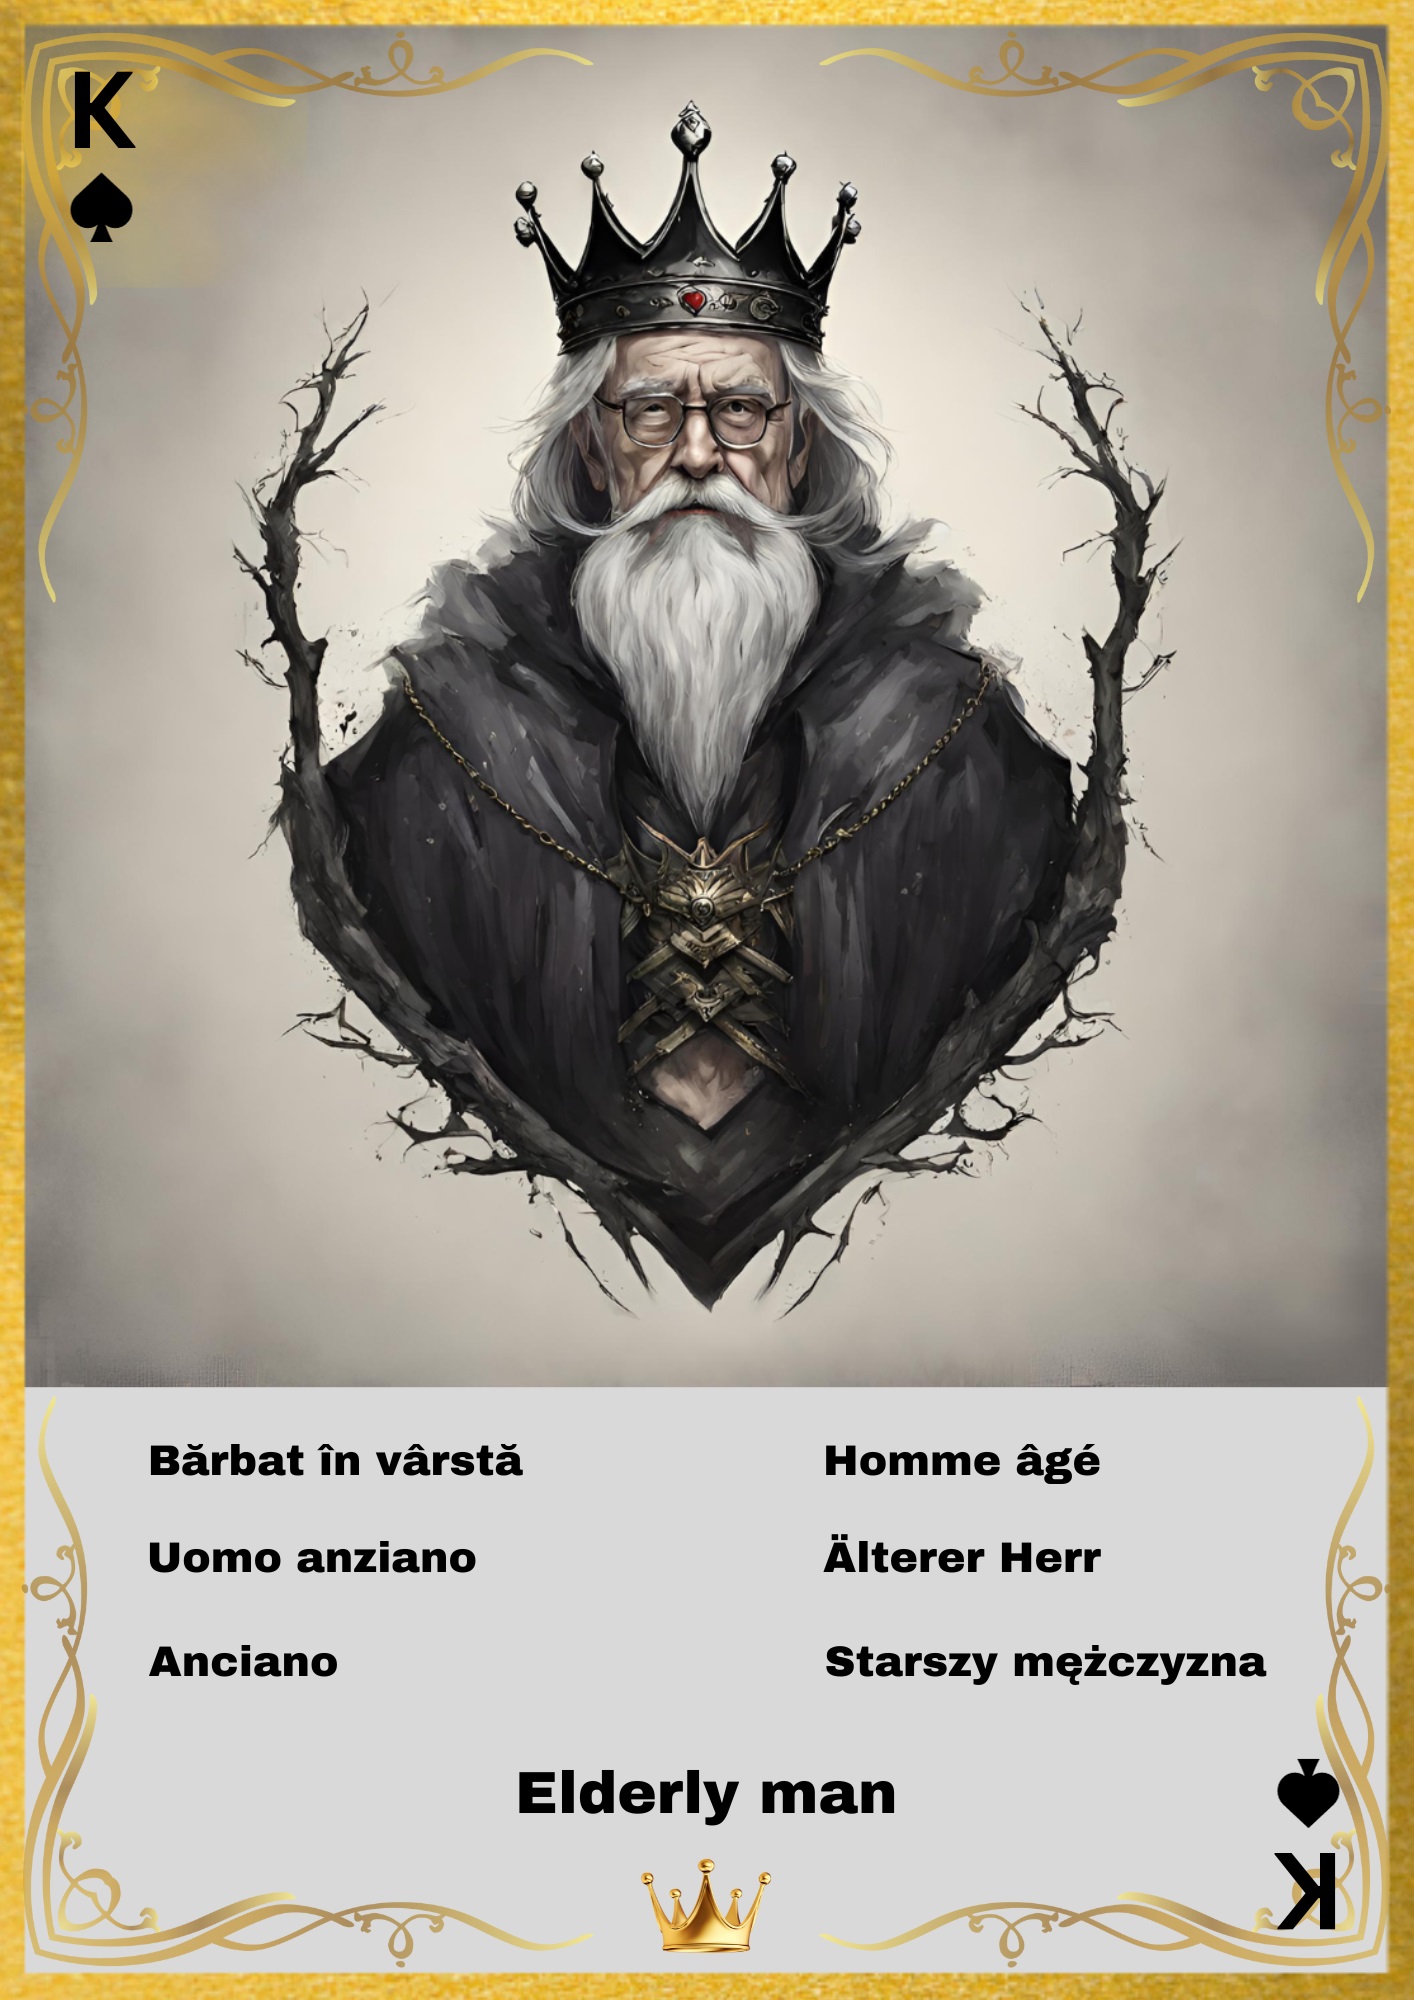 K
Bărbat în vârstă
Homme âgé
Uomo anziano
Älterer Herr
Anciano
Starszy mężczyzna
Elderly man
K